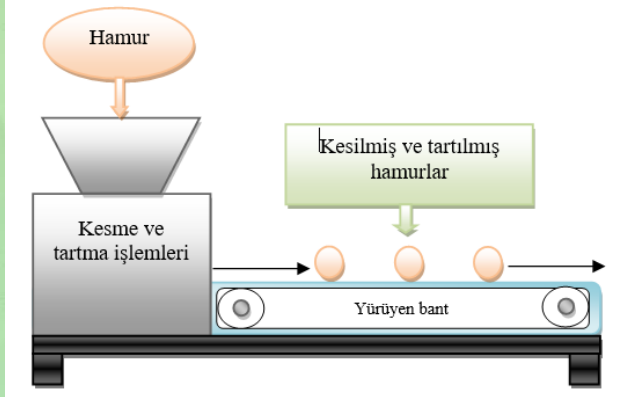 Hamur
Kesilmiş ve tartılmış
hamurlar
Kesme ve
tartma işlemleri
Yürüyen bant